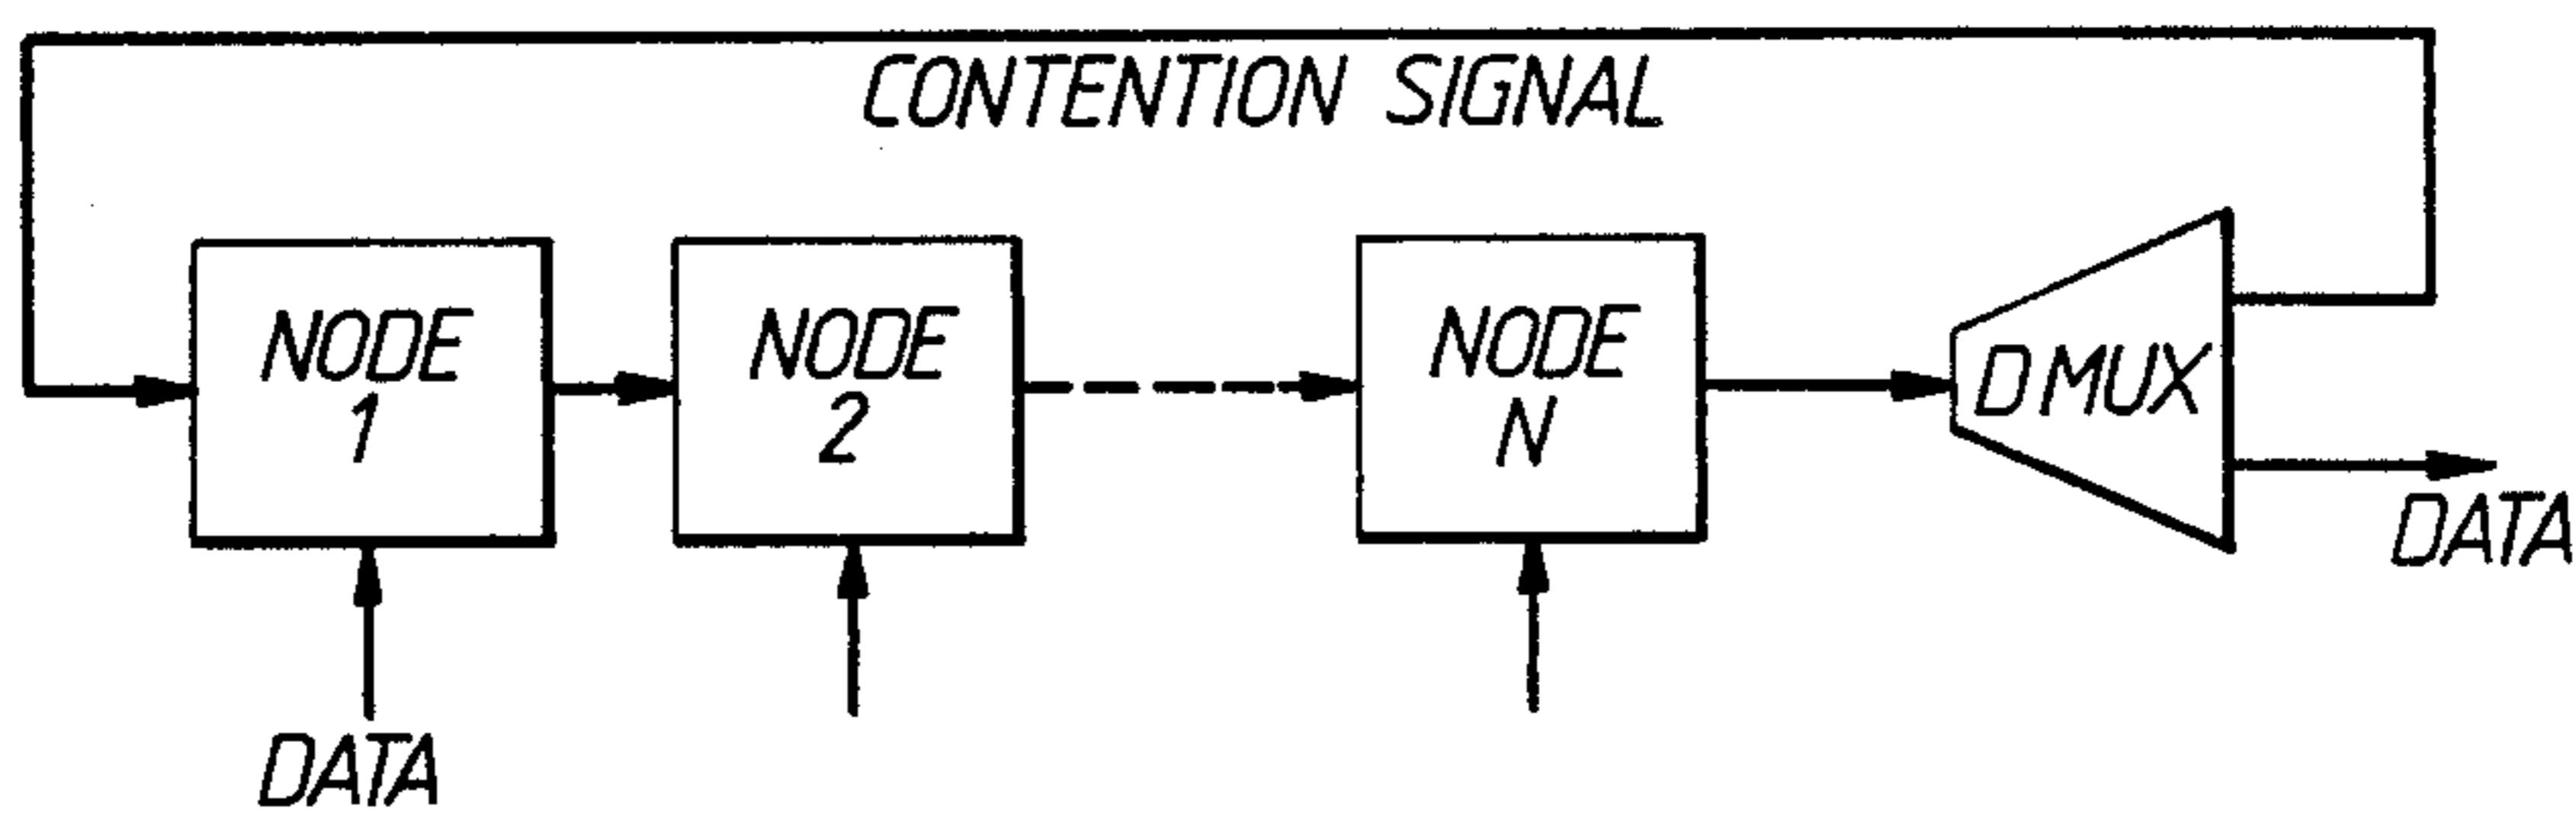 CONTENTION SIGNAL
NODE
1
NODE
2
NODE
N
DMUX
DATA
DATA